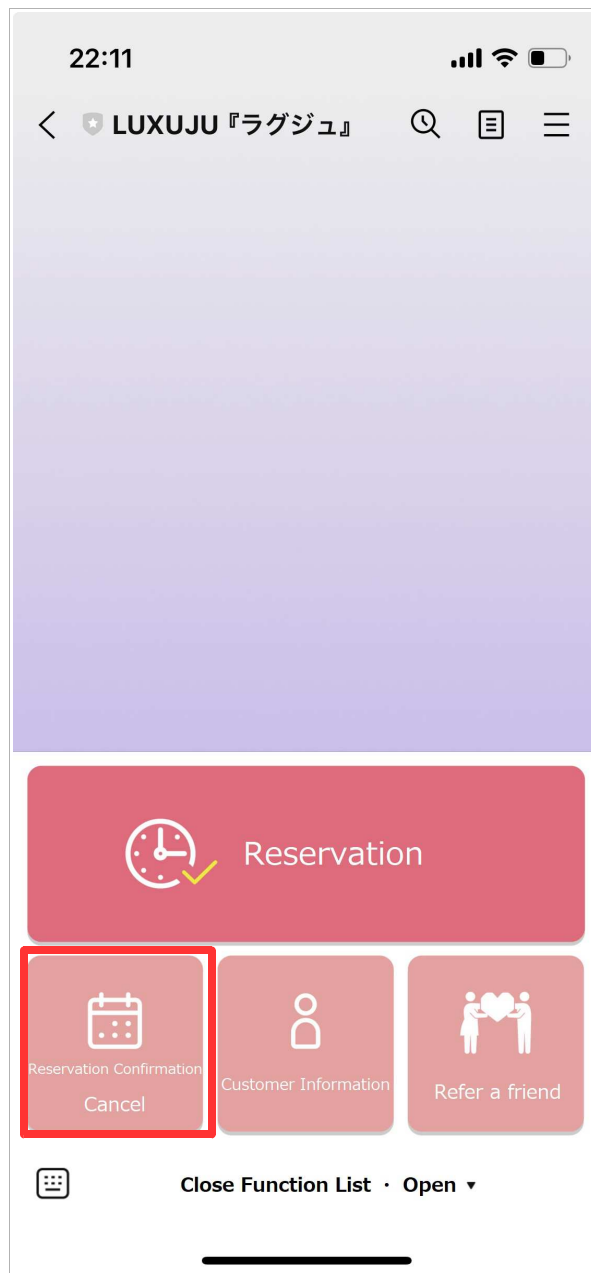 22:11
LUXUJU『ラグジュ』
Reservation
Reservation Confirmation
Cancel
Customer Information
Refer a friend
Close Function List ・ Open ▼